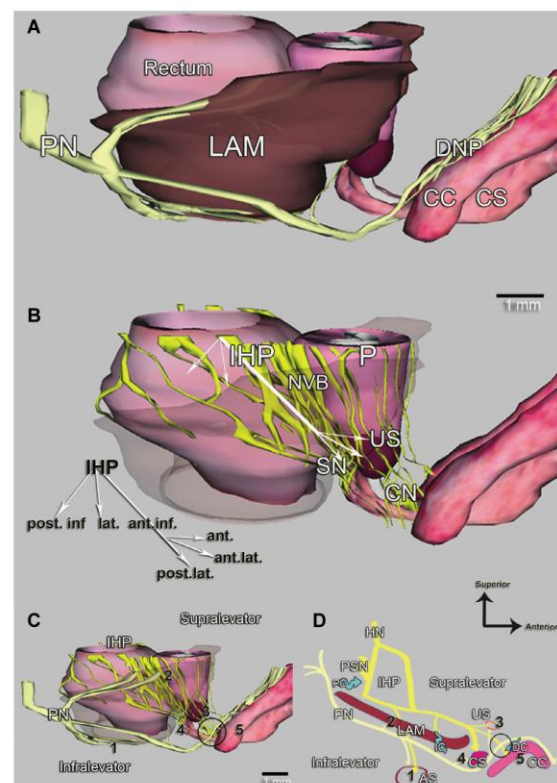 A
Rectum
PN
LAM
DNP
CC CS
1 mm
B
IHP
P
NVB
US
SN
CN
IHP
post. inf lat. ant.inf.
ant.
ant.lat.
post.lat.
Superior
Anterior
C
Supralevator
IHP
2
PN
4
5
1
Infralevator
1 mm
D
HN
PSN
IHP
Supralevator
PN
2
LAM
US
3
IC
DC
4
CS
5
CC
Infralevator
1
AS